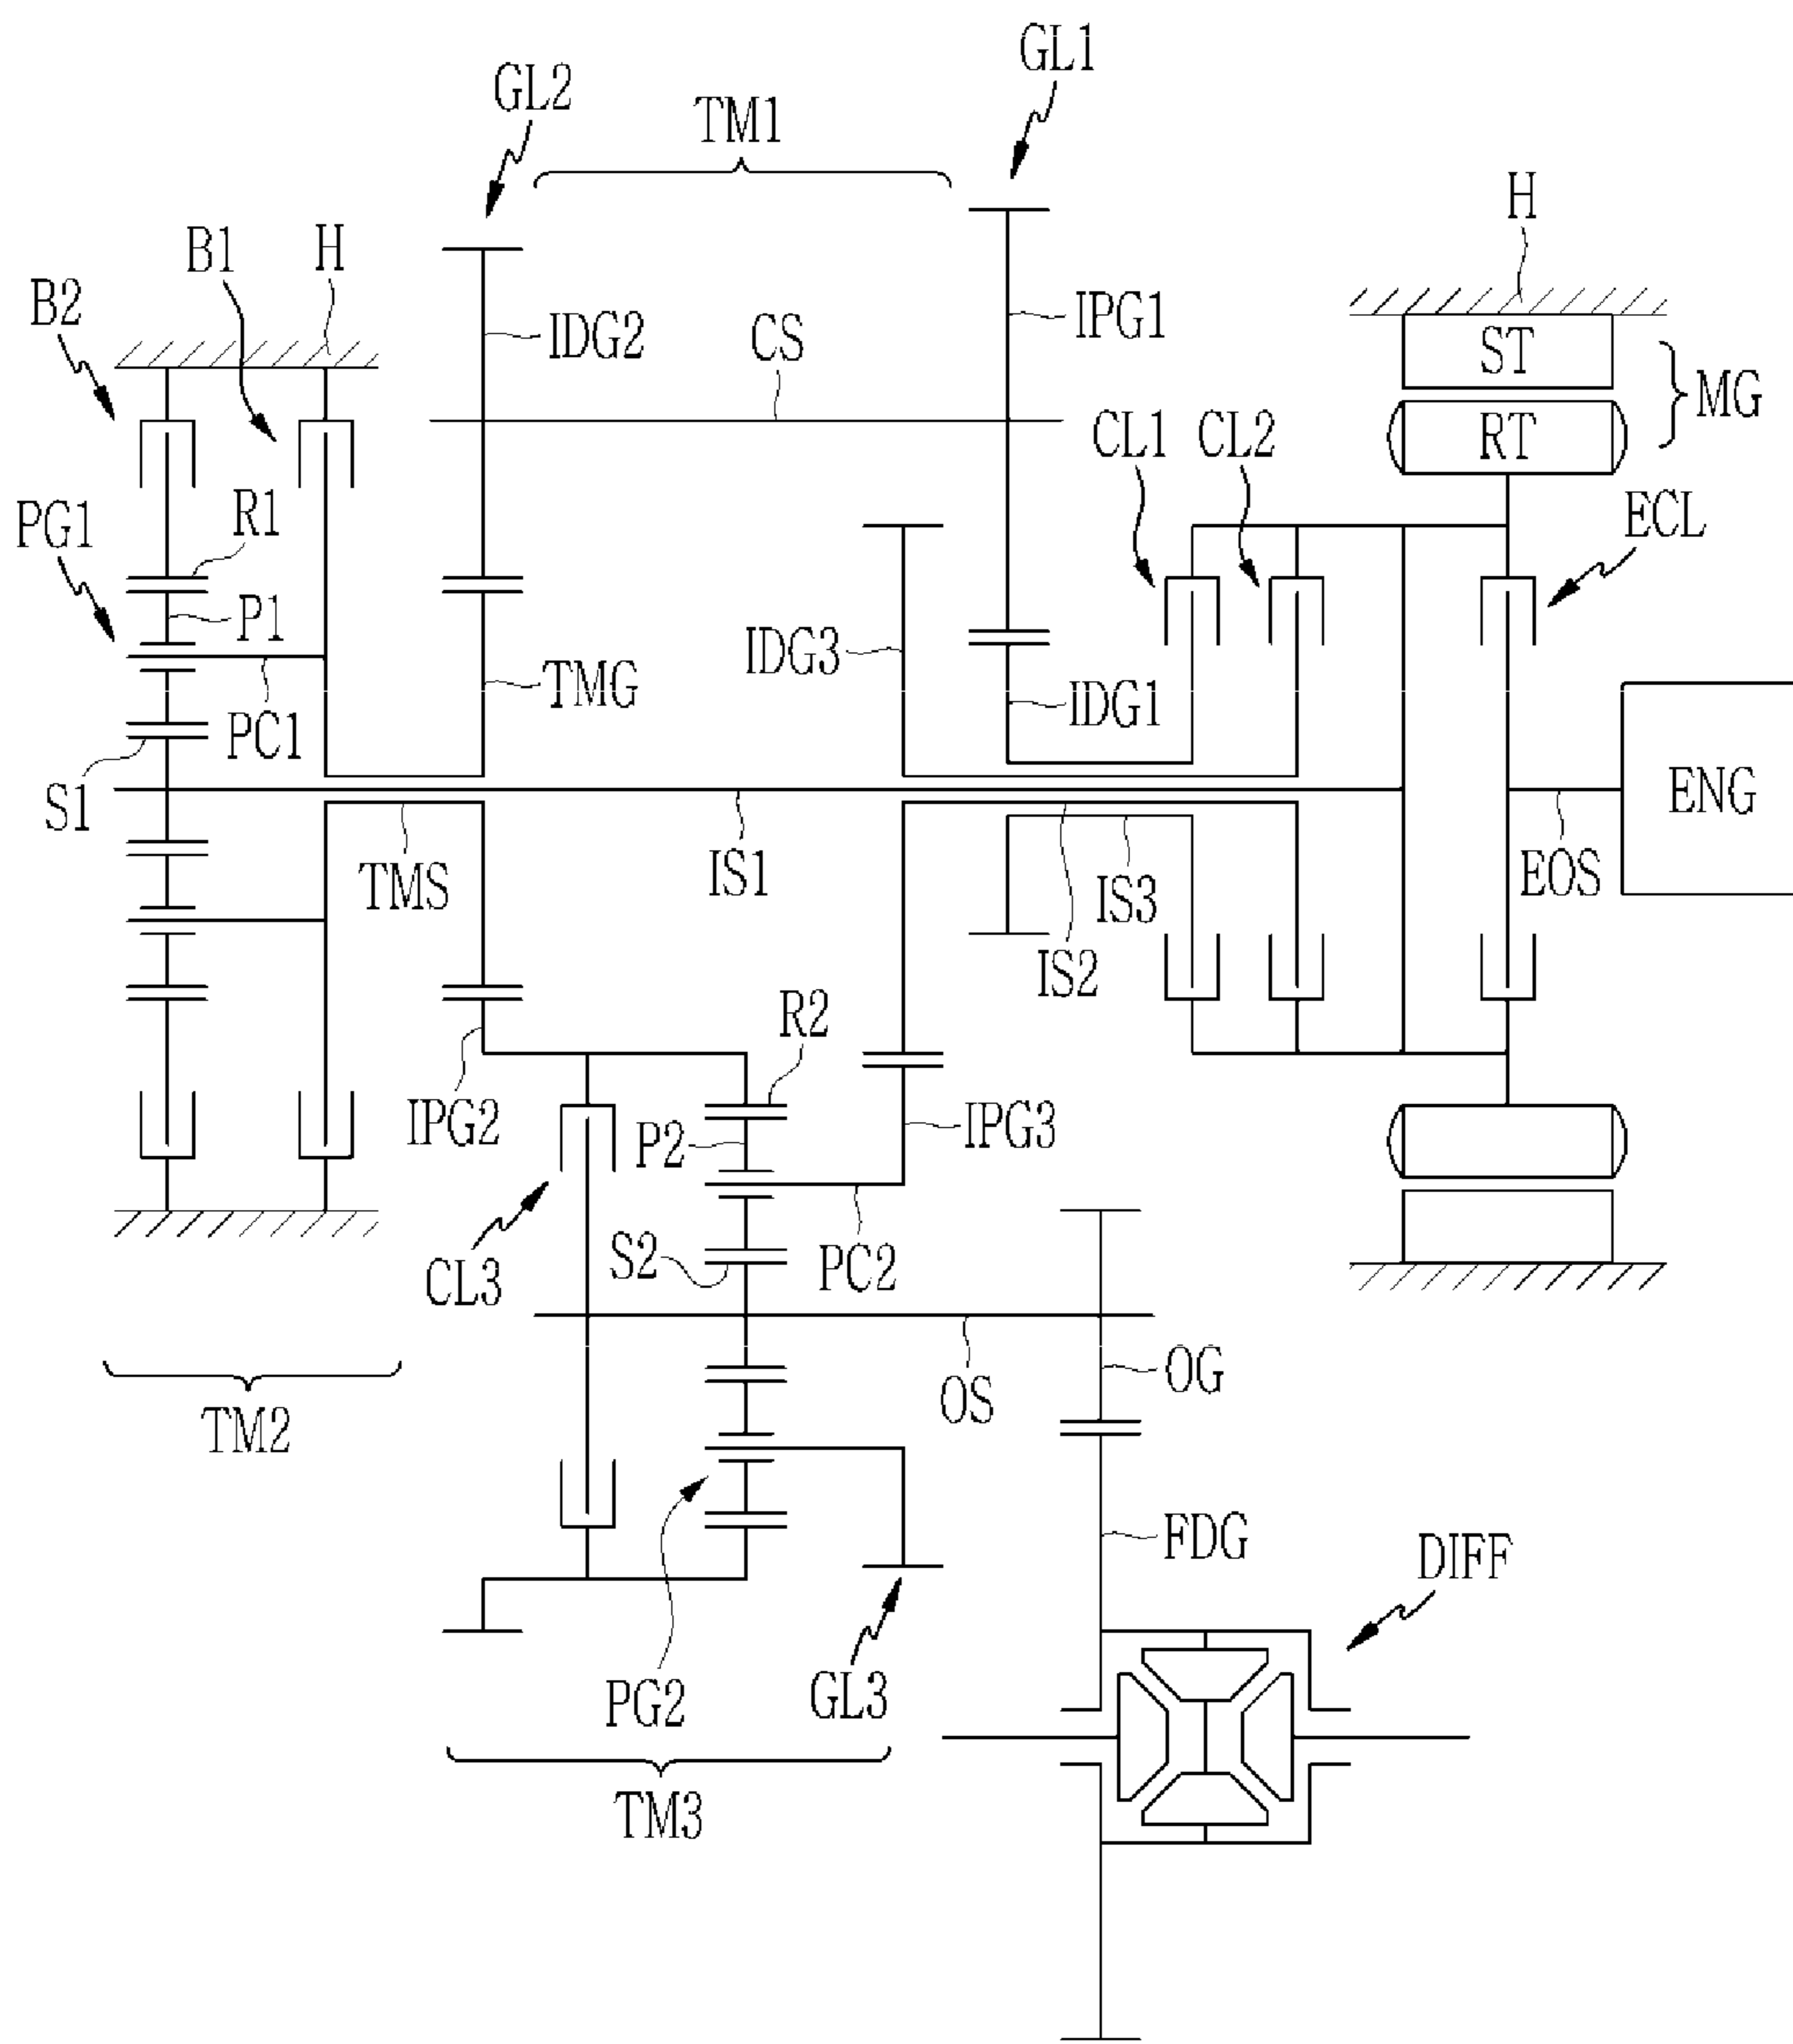 GL1
GL2
TM1
H
H
B1
B2
IDG2
CS
IPG1
ST
MG
RT
CL1
CL2
R1
PG1
ECL
P1
IDG3
TMG
IDG1
PC1
S1
ENG
TMS
IS1
IS3
EOS
IS2
R2
IPG2
P2
IPG3
S2
PC2
CL3
OG
OS
TM2
FDG
DIFF
PG2
GL3
TM3